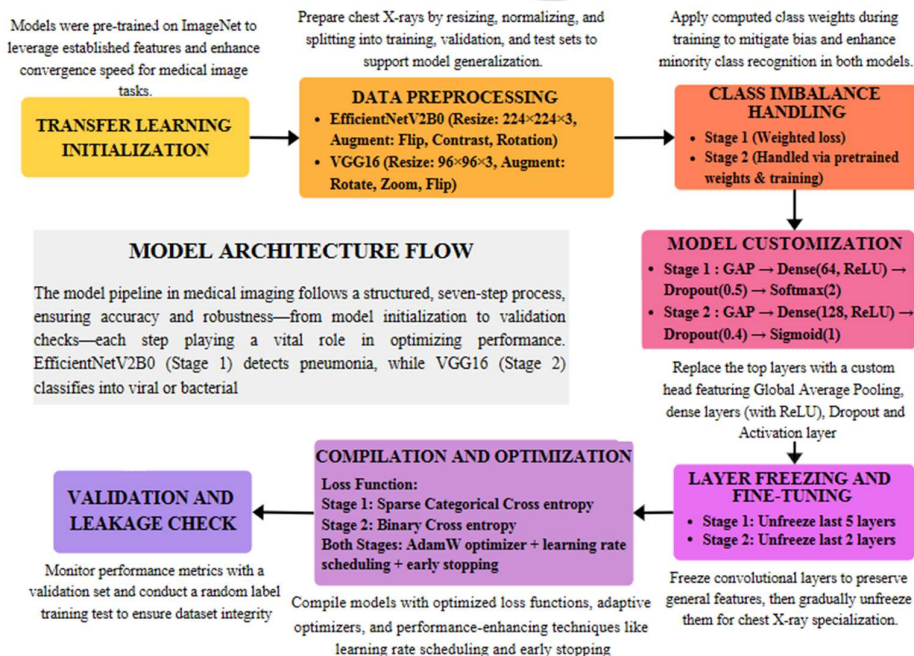 Models were pre-trained on ImageNet to
leverage established features and enhance
convergence speed for medical image
tasks.
TRANSFER LEARNING
INITIALIZATION
Prepare chest X-rays by resizing, normalizing, and
splitting into training, validation, and test sets to
support model generalization.
DATA PREPROCESSING
• EfficientNetV2B0 (Resize: 224×224×3,
Augment: Flip, Contrast, Rotation)
• VGG16 (Resize: 96×96×3, Augment:
Rotate, Zoom, Flip)
Apply computed class weights during
training to mitigate bias and enhance
minority class recognition in both models.
CLASS IMBALANCE
HANDLING
• Stage 1 (Weighted loss)
• Stage 2 (Handled via pretrained
weights & training)
MODEL ARCHITECTURE FLOW
The model pipeline in medical imaging follows a structured, seven-step process,
ensuring accuracy and robustness—from model initialization to validation
checks—each step playing a vital role in optimizing performance.
EfficientNetV2B0 (Stage 1) detects pneumonia, while VGG16 (Stage 2)
classifies into viral or bacterial
MODEL CUSTOMIZATION
• Stage 1 : GAP → Dense(64, ReLU) →
Dropout(0.5) → Softmax(2)
• Stage 2 : GAP → Dense(128, ReLU) →
Dropout(0.4) → Sigmoid(1)
Replace the top layers with a custom
head featuring Global Average Pooling,
dense layers (with ReLU), Dropout and
Activation layer
LAYER FREEZING AND
FINE-TUNING
• Stage 1: Unfreeze last 5 layers
• Stage 2: Unfreeze last 2 layers
Freeze convolutional layers to preserve
general features, then gradually unfreeze
them for chest X-ray specialization.
COMPILATION AND OPTIMIZATION
Loss Function:
Stage 1: Sparse Categorical Cross entropy
Stage 2: Binary Cross entropy
Both Stages: AdamW optimizer + learning rate
scheduling + early stopping
Compile models with optimized loss functions, adaptive
optimizers, and performance-enhancing techniques like
learning rate scheduling and early stopping
VALIDATION AND
LEAKAGE CHECK
Monitor performance metrics with a
validation set and conduct a random label
training test to ensure dataset integrity